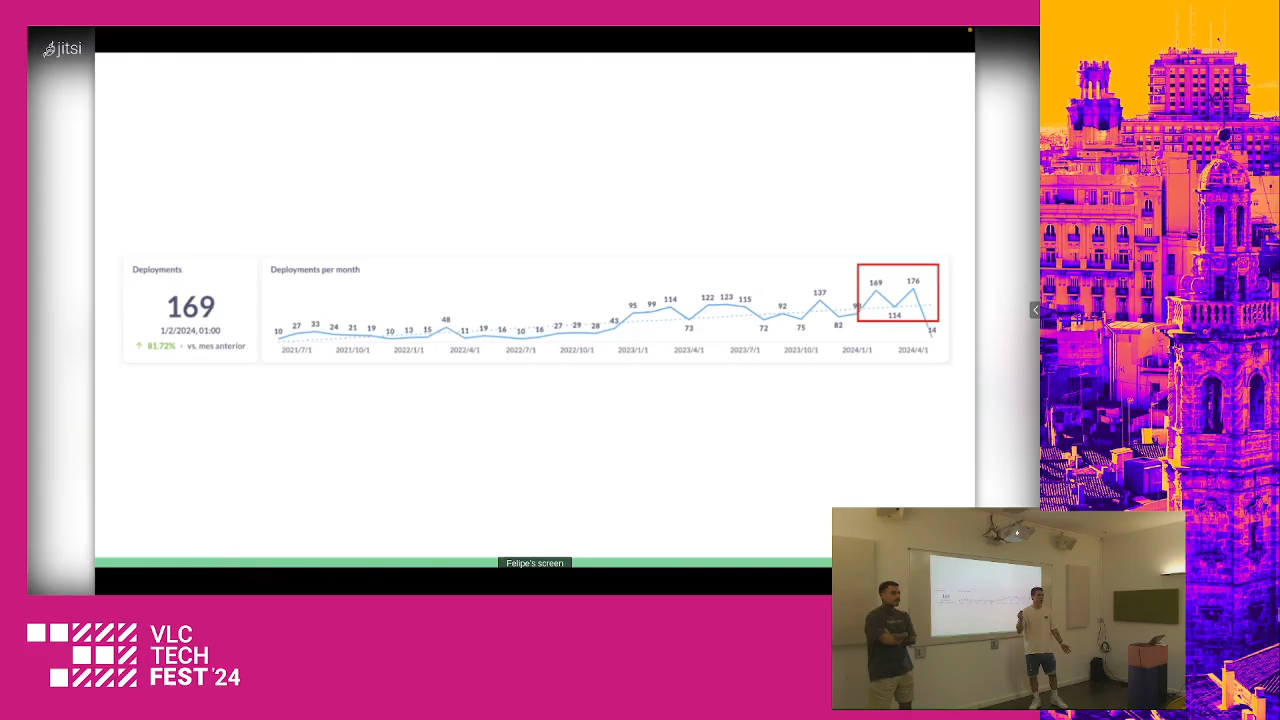 jitsi
Deployments
169
1/2/2024, 01:00
↑ 81.72% • vs. mes anterior
Deployments per month
10 27 33 24 21 19 10 13 15 48 11 19 16 10 16 27 29 28 43 95 99 114 73 122 123 115 72 92 75 137 82 169 114 176 14
2021/7/1 2021/10/1 2022/1/1 2022/4/1 2022/7/1 2022/10/1 2023/1/1 2023/4/1 2023/7/1 2023/10/1 2024/1/1 2024/4/1
Felipe's screen
VLC
TECH
FEST '24